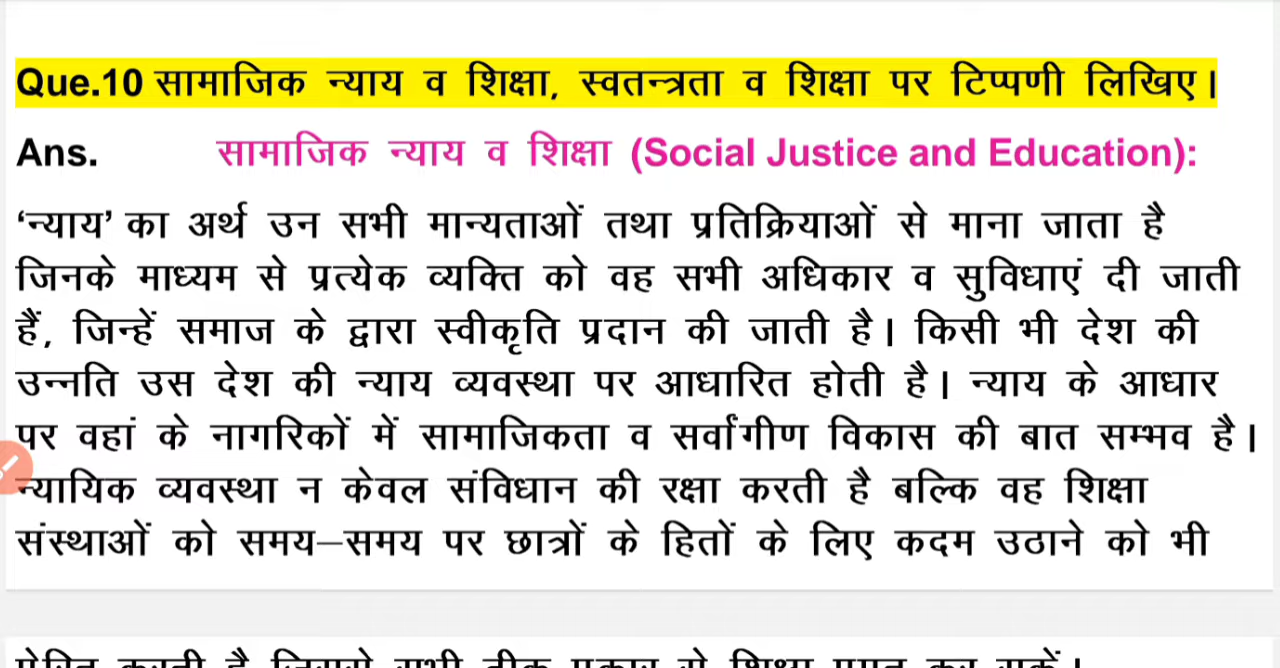 Que.10 सामाजिक न्याय व शिक्षा, स्वतन्त्रता व शिक्षा पर टिप्पणी लिखिए।
Ans. सामाजिक न्याय व शिक्षा (Social Justice and Education):
‘न्याय’ का अर्थ उन सभी मान्यताओं तथा प्रतिक्रियाओं से माना जाता है
जिनके माध्यम से प्रत्येक व्यक्ति को वह सभी अधिकार व सुविधाएं दी जाती
हैं, जिन्हें समाज के द्वारा स्वीकृति प्रदान की जाती है। किसी भी देश की
उन्नति उस देश की न्याय व्यवस्था पर आधारित होती है। न्याय के आधार
पर वहां के नागरिकों में सामाजिकता व सर्वांगीण विकास की बात सम्भव है।
न्यायिक व्यवस्था न केवल संविधान की रक्षा करती है बल्कि वह शिक्षा
संस्थाओं को समय–समय पर छात्रों के हितों के लिए कदम उठाने को भी